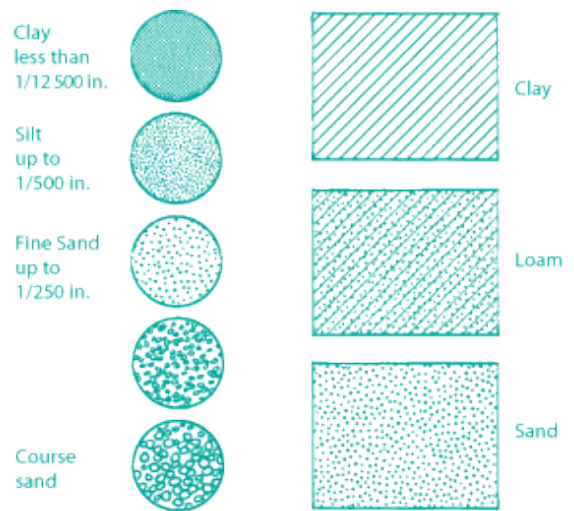 Clay
less than
1/12 500 in.
Silt
up to
1/500 in.
Fine Sand
up to
1/250 in.
Course
sand
Clay
Loam
Sand